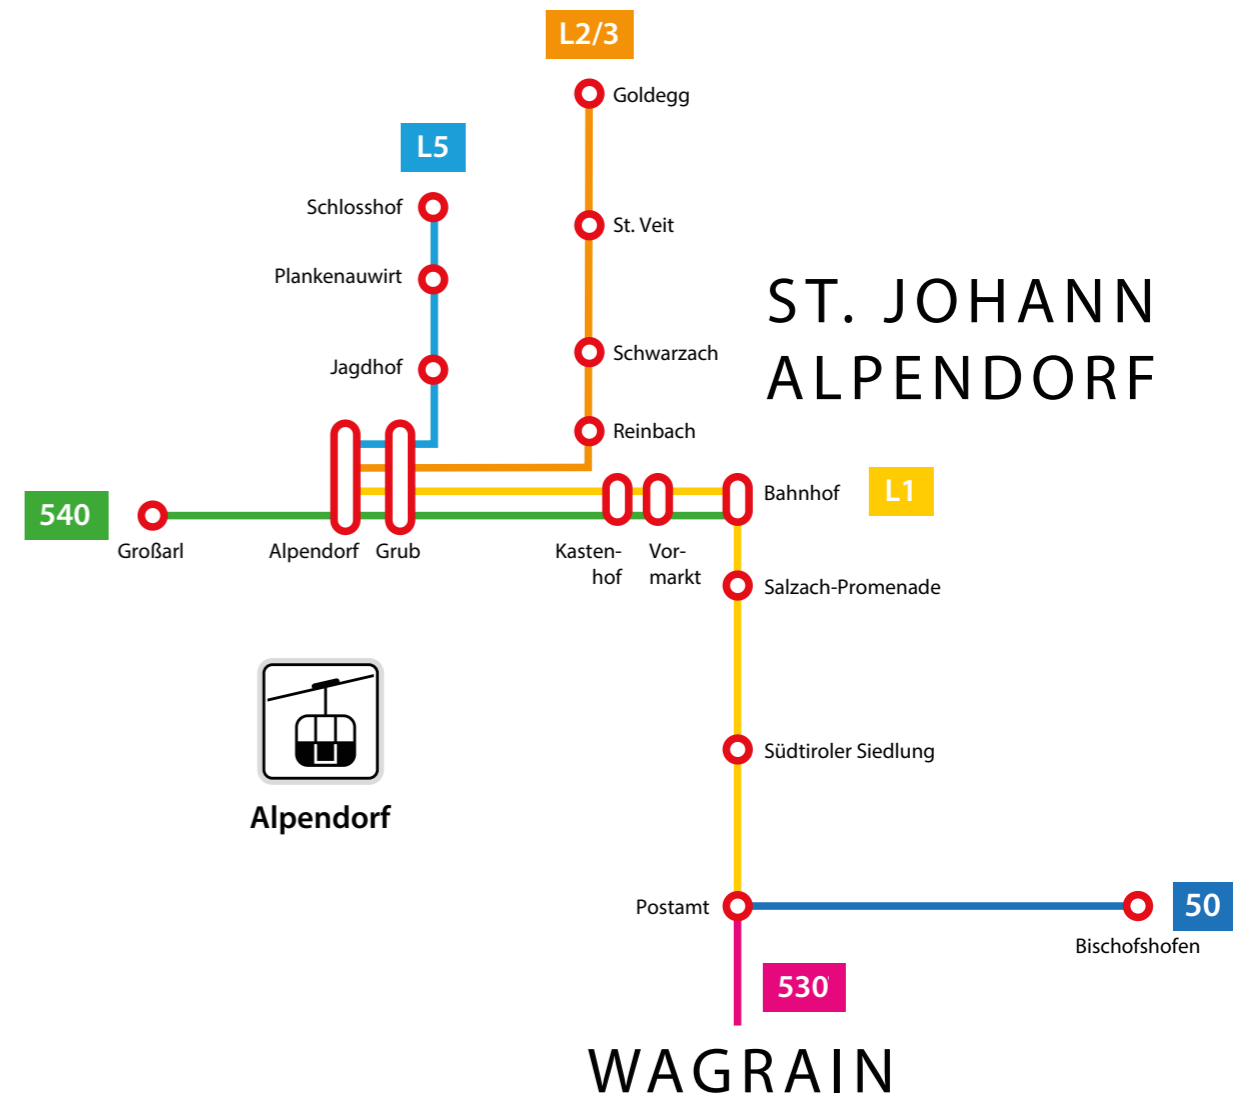 L2/3
Goldegg
L5
Schlosshof
St. Veit
Plankenauwirt
ST. JOHANN
ALPENDORF
Schwarzach
Jagdhof
Reinbach
Bahnhof
L1
540
Großarl
Alpendorf
Grub
Kasten-
hof
Vor-
markt
Salzach-Promenade
Südtiroler Siedlung
Alpendorf
Postamt
50
Bischofshofen
530
WAGRAIN